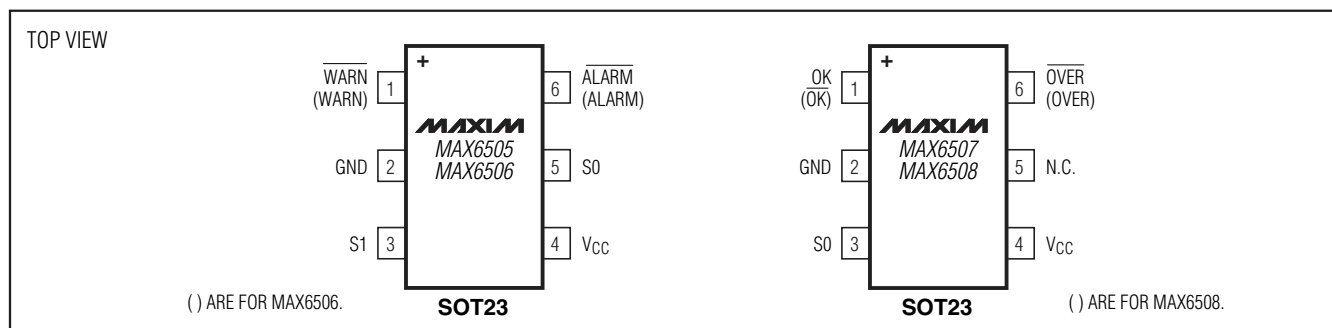 TOP VIEW
WARN
(WARN)
1
+
6
ALARM
(ALARM)
MAXIM
MAX6505
MAX6506
GND 2
5 S0
S1 3
4 VCC
( ) ARE FOR MAX6506.
SOT23
OK
(O̅K̅)
1
+
6
OVER
(OVER)
MAXIM
MAX6507
MAX6508
GND 2
5 N.C.
S0 3
4 VCC
SOT23
( ) ARE FOR MAX6508.